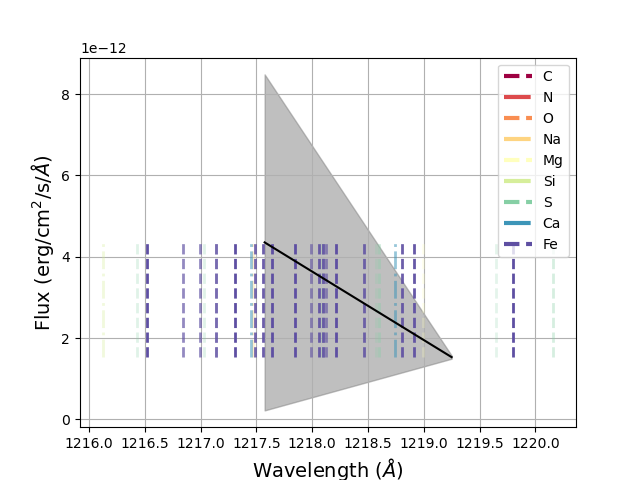 1e−12
8
6
4
2
0
Flux (erg/cm²/s/Å)
1216.0 1216.5 1217.0 1217.5 1218.0 1218.5 1219.0 1219.5 1220.0
Wavelength (Å)
C
N
O
Na
Mg
Si
S
Ca
Fe